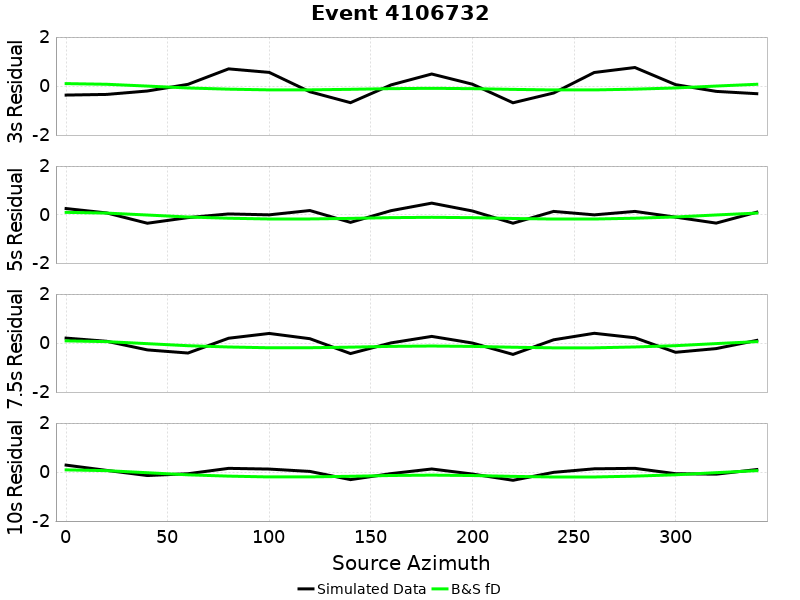 Event 4106732
3s Residual
2
0
-2
5s Residual
2
0
-2
7.5s Residual
2
0
-2
10s Residual
2
0
-2
0 50 100 150 200 250 300
Source Azimuth
Simulated Data B&S fD